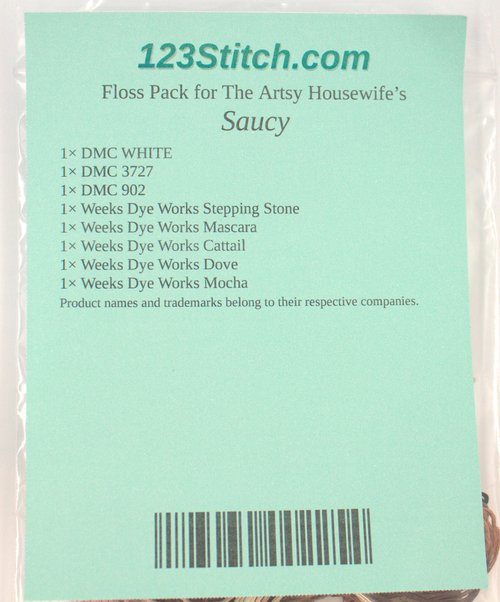 123Stitch.com
Floss Pack for The Artsy Housewife's
Saucy
1× DMC WHITE
1× DMC 3727
1× DMC 902
1× Weeks Dye Works Stepping Stone
1× Weeks Dye Works Mascara
1× Weeks Dye Works Cattail
1× Weeks Dye Works Dove
1× Weeks Dye Works Mocha
Product names and trademarks belong to their respective companies.